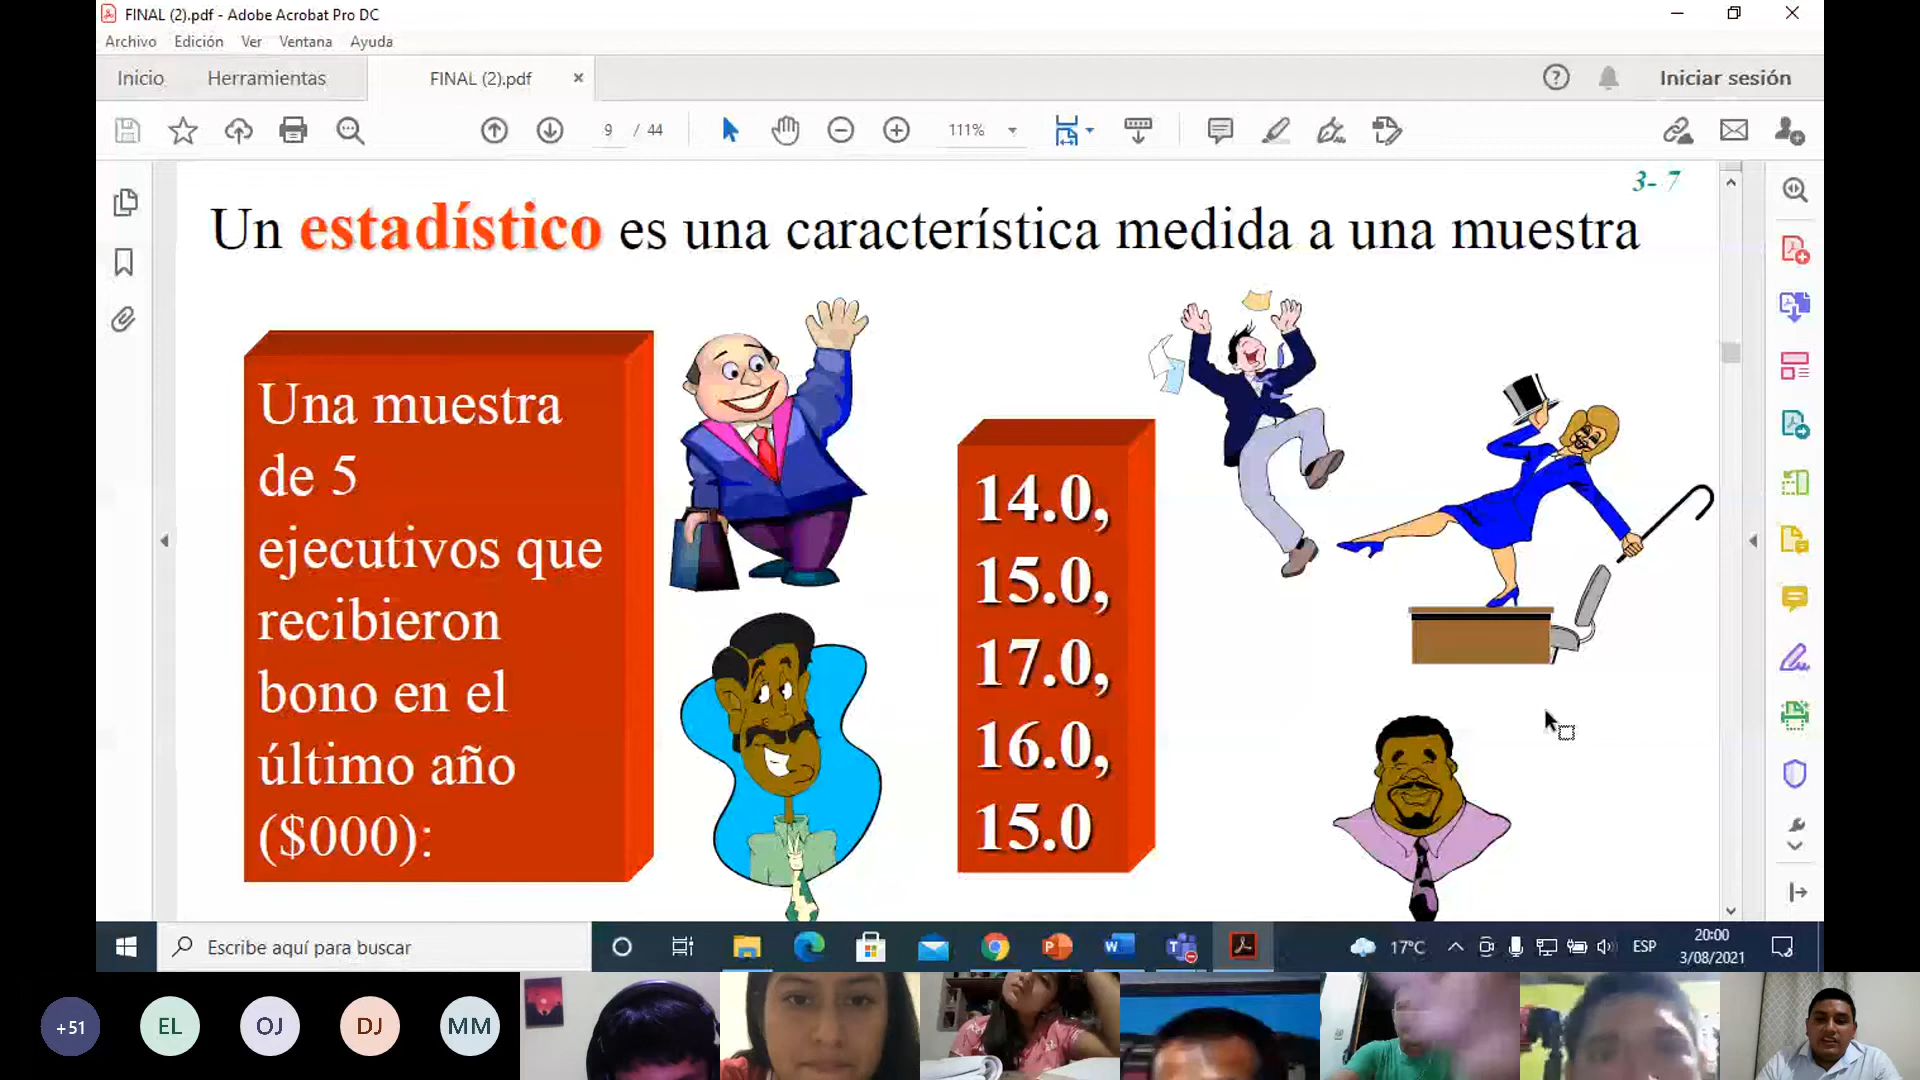 FINAL (2).pdf - Adobe Acrobat Pro DC
Archivo Edición Ver Ventana Ayuda
Inicio Herramientas FINAL (2).pdf × Iniciar sesión
9 / 44 111%
3- 7
Un estadístico es una característica medida a una muestra
Una muestra
de 5
ejecutivos que
recibieron
bono en el
último año
($000):
14.0,
15.0,
17.0,
16.0,
15.0
Escribe aquí para buscar
17°C ESP 20:00
3/08/2021
+51 EL OJ DJ MM